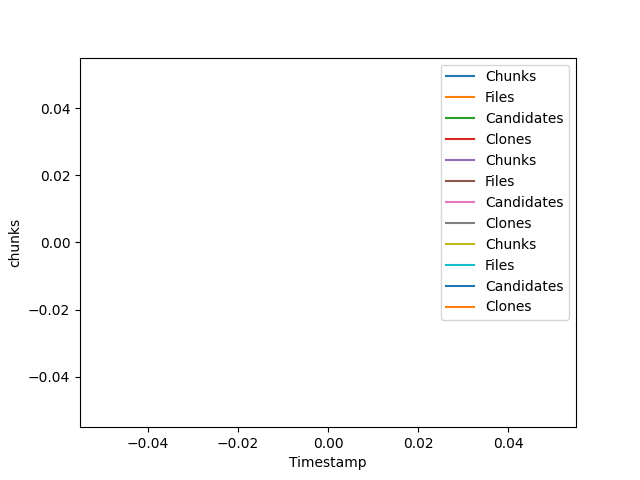 Chunks
Files
Candidates
Clones
Chunks
Files
Candidates
Clones
Chunks
Files
Candidates
Clones
0.04
0.02
0.00
−0.02
−0.04
chunks
−0.04 −0.02 0.00 0.02 0.04
Timestamp